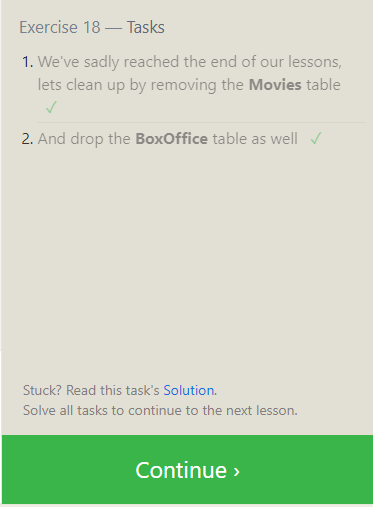 Exercise 18 — Tasks
1. We've sadly reached the end of our lessons,
lets clean up by removing the Movies table
✓
2. And drop the BoxOffice table as well ✓
Stuck? Read this task's Solution.
Solve all tasks to continue to the next lesson.
Continue ›